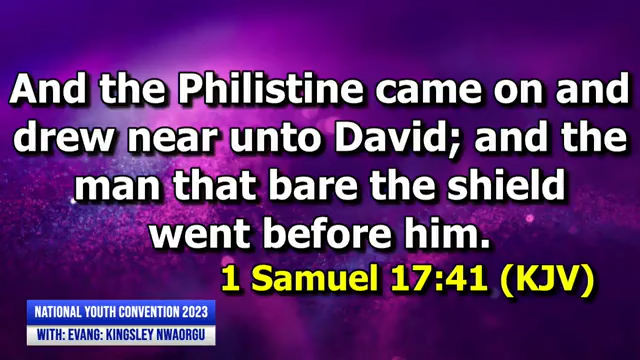 And the Philistine came on and
drew near unto David; and the
man that bare the shield
went before him.
1 Samuel 17:41 (KJV)
NATIONAL YOUTH CONVENTION 2023
WITH: EVANG: KINGSLEY NWAORGU